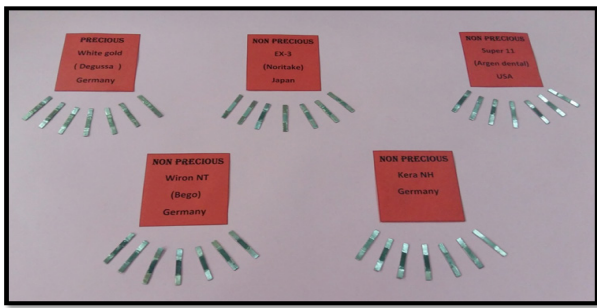 PRECIOUS
White gold
( Degussa )
Germany
NON PRECIOUS
EX-3
(Noritake)
Japan
NON PRECIOUS
Super 11
(Argen dental)
USA
NON PRECIOUS
Wiron NT
(Bego)
Germany
NON PRECIOUS
Kera NH
Germany